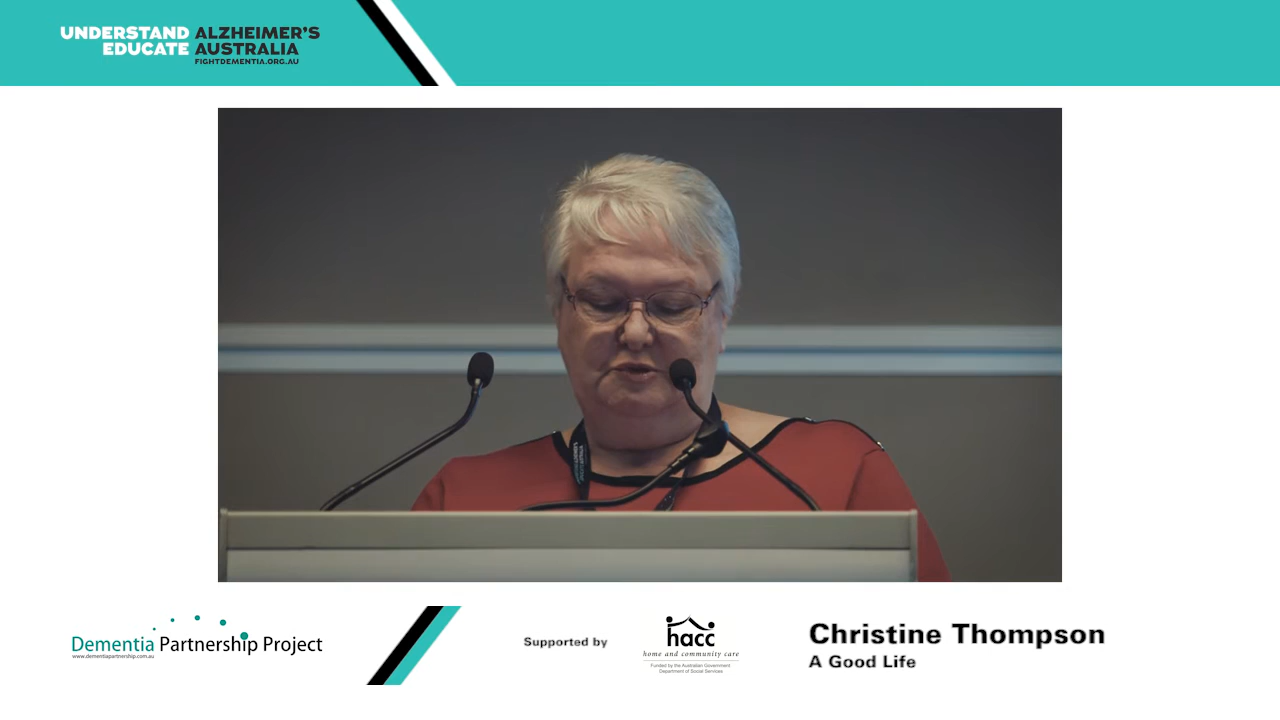 UNDERSTAND ALZHEIMER'S
EDUCATE AUSTRALIA
FIGHTDEMENTIA.ORG.AU
Dementia Partnership Project
www.dementiapartnership.com.au
Supported by
hacc
home and community care
Funded by the Australian Government
Department of Social Services
Christine Thompson
A Good Life